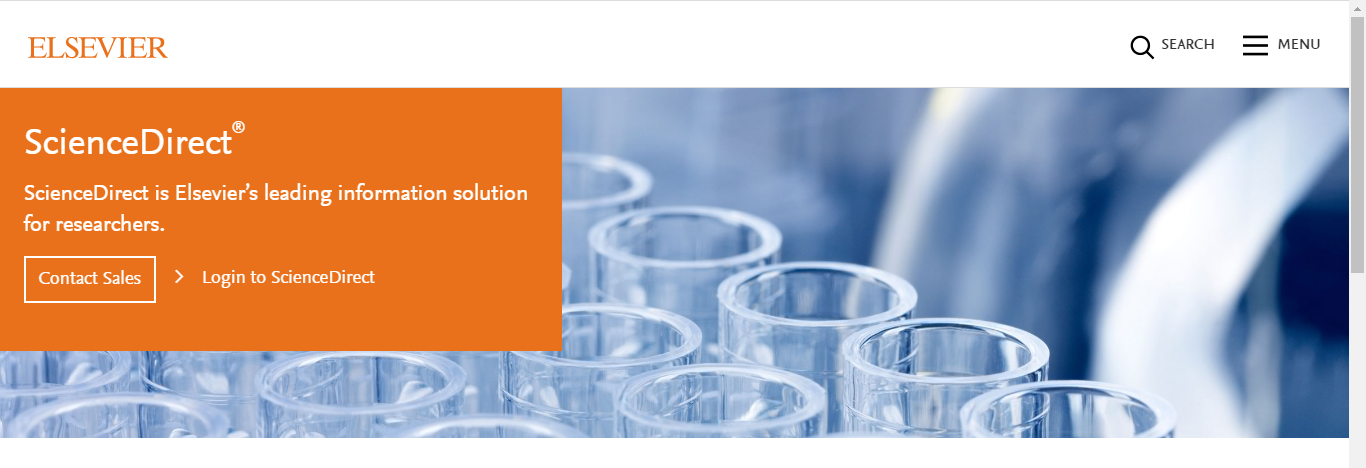 ELSEVIER
SEARCH
MENU
ScienceDirect®
ScienceDirect is Elsevier’s leading information solution
for researchers.
Contact Sales
Login to ScienceDirect